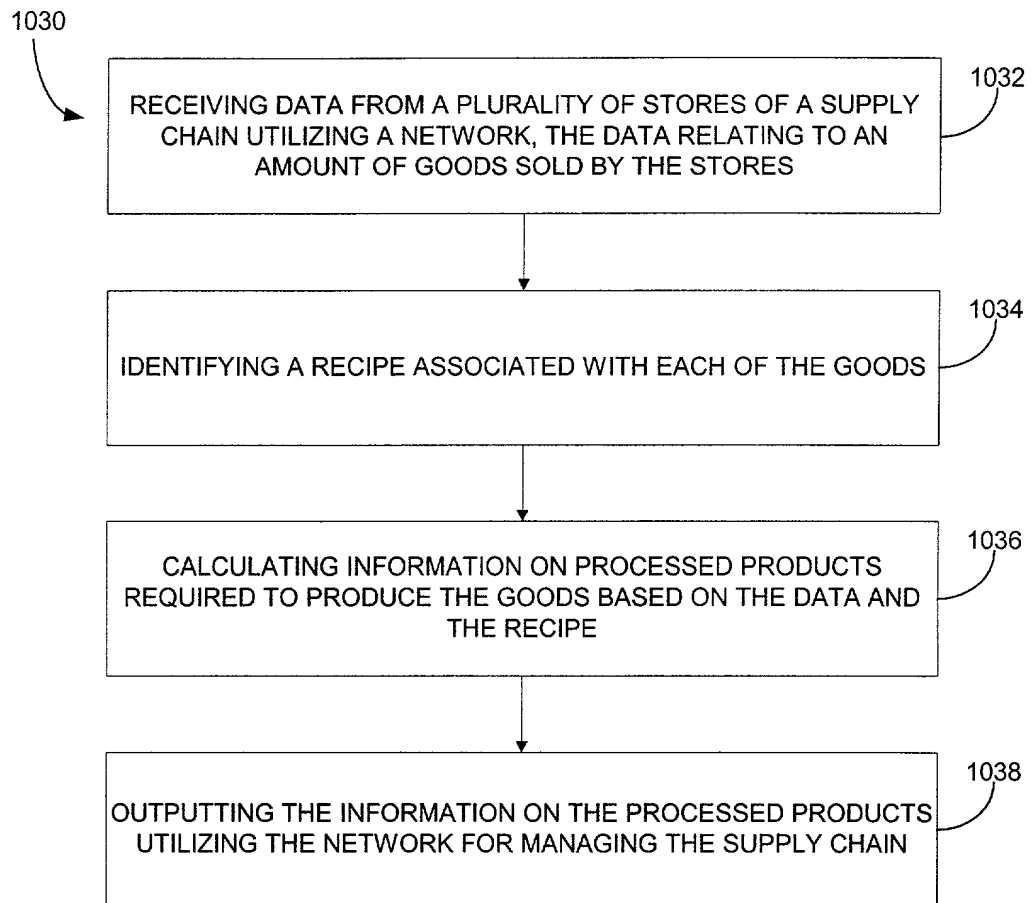 1030
1032
RECEIVING DATA FROM A PLURALITY OF STORES OF A SUPPLY
CHAIN UTILIZING A NETWORK, THE DATA RELATING TO AN
AMOUNT OF GOODS SOLD BY THE STORES
1034
IDENTIFYING A RECIPE ASSOCIATED WITH EACH OF THE GOODS
1036
CALCULATING INFORMATION ON PROCESSED PRODUCTS
REQUIRED TO PRODUCE THE GOODS BASED ON THE DATA AND
THE RECIPE
1038
OUTPUTTING THE INFORMATION ON THE PROCESSED PRODUCTS
UTILIZING THE NETWORK FOR MANAGING THE SUPPLY CHAIN